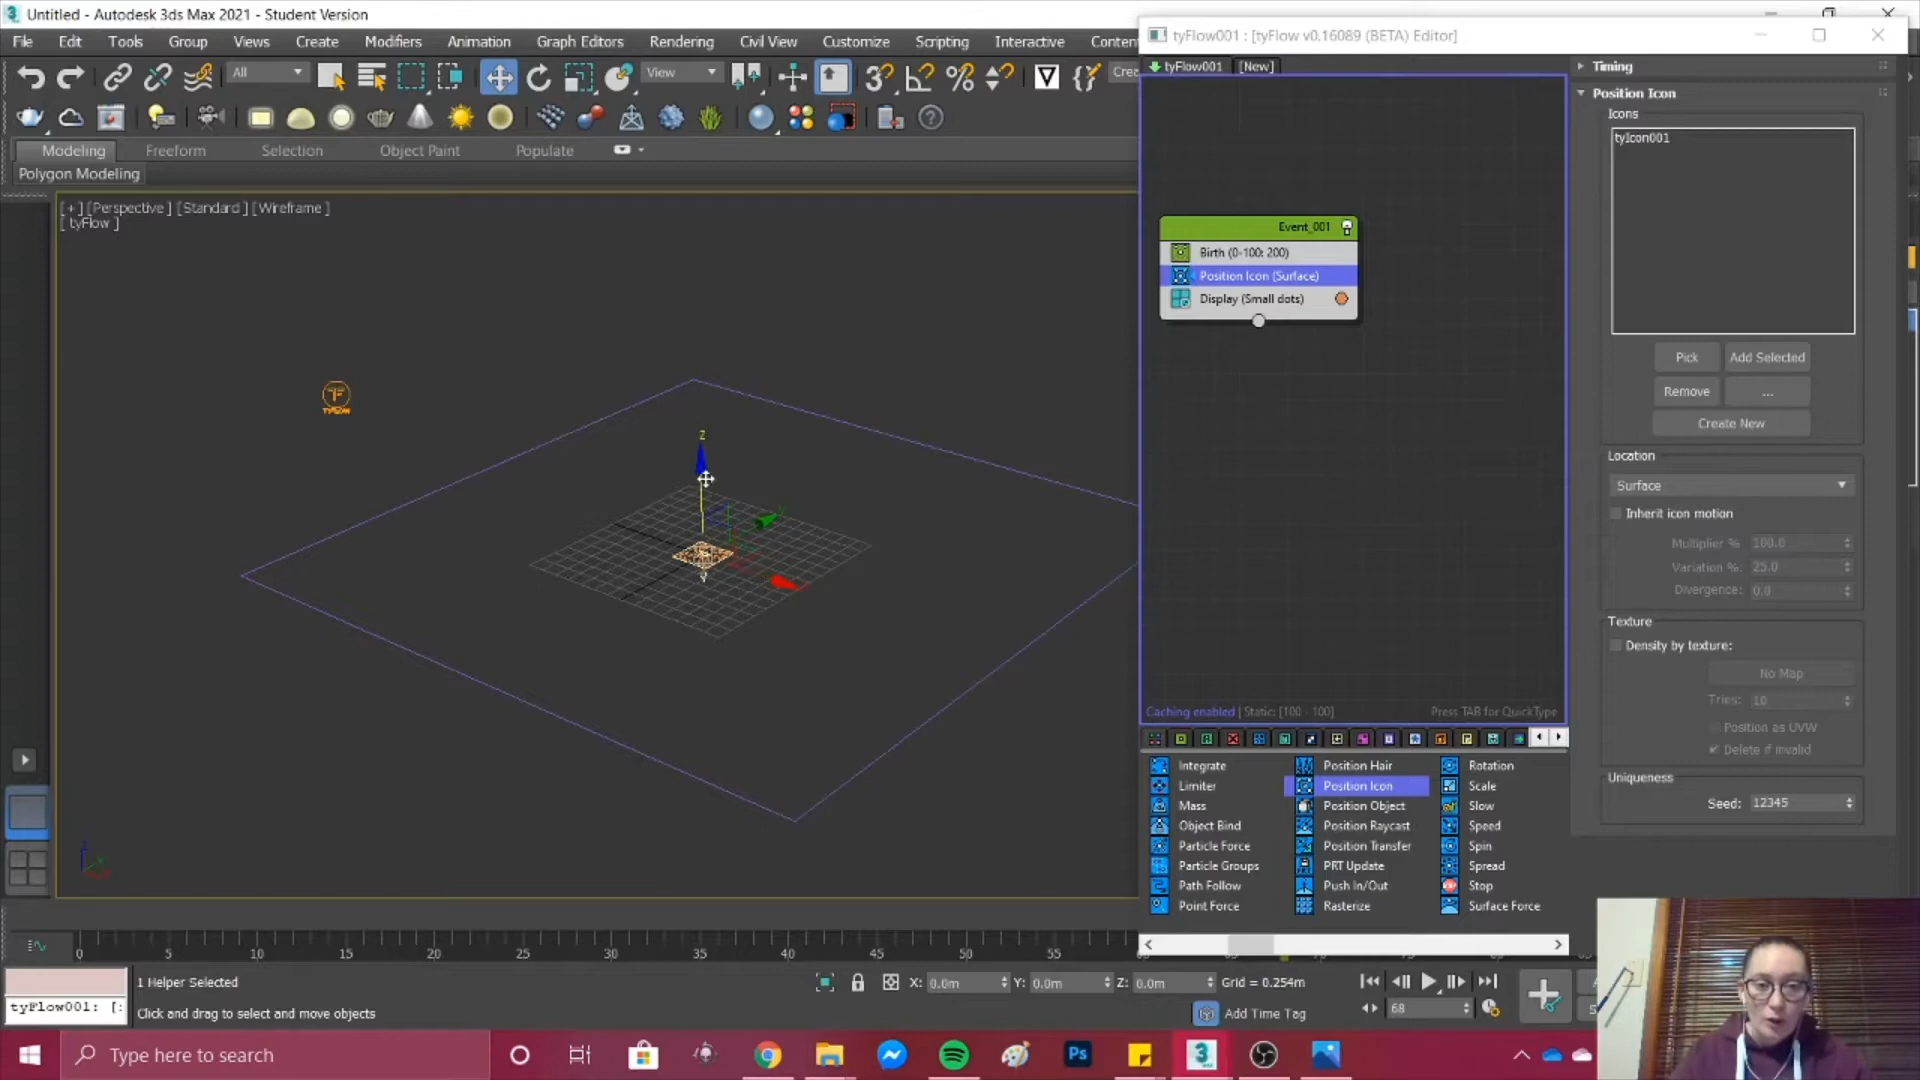 Untitled - Autodesk 3ds Max 2021 - Student Version
File Edit Tools Group Views Create Modifiers Animation Graph Editors Rendering Civil View Customize Scripting Interactive Content
All View Crea
Modeling Freeform Selection Object Paint Populate
Polygon Modeling
[ + ] [Perspective ] [Standard ] [Wireframe ]
[ tyFlow ]
z
tyFlow001 : [tyFlow v0.16089 (BETA) Editor]
tyFlow001 [New]
Event_001
Birth (0-100: 200)
Position Icon (Surface)
Display (Small dots)
Caching enabled | Static: [100 - 100] Press TAB for QuickType
Integrate Position Hair Rotation
Limiter Position Icon Scale
Mass Position Object Slow
Object Bind Position Raycast Speed
Particle Force Position Transfer Spin
Particle Groups PRT Update Spread
Path Follow Push In/Out Stop
Point Force Rasterize Surface Force
Timing
Position Icon
Icons
tyIcon001
Pick Add Selected
Remove ...
Create New
Location
Surface
Inherit icon motion
Multiplier % 100.0
Variation %: 25.0
Divergence: 0.0
Texture
Density by texture:
No Map
Tries: 10
Position as UVW
Delete if invalid
Uniqueness
Seed: 12345
0 5 10 15 20 25 30 35 40 45 50 55
1 Helper Selected X: 0.0m Y: 0.0m Z: 0.0m Grid = 0.254m
tyFlow001: [:
Click and drag to select and move objects Add Time Tag 68
Type here to search